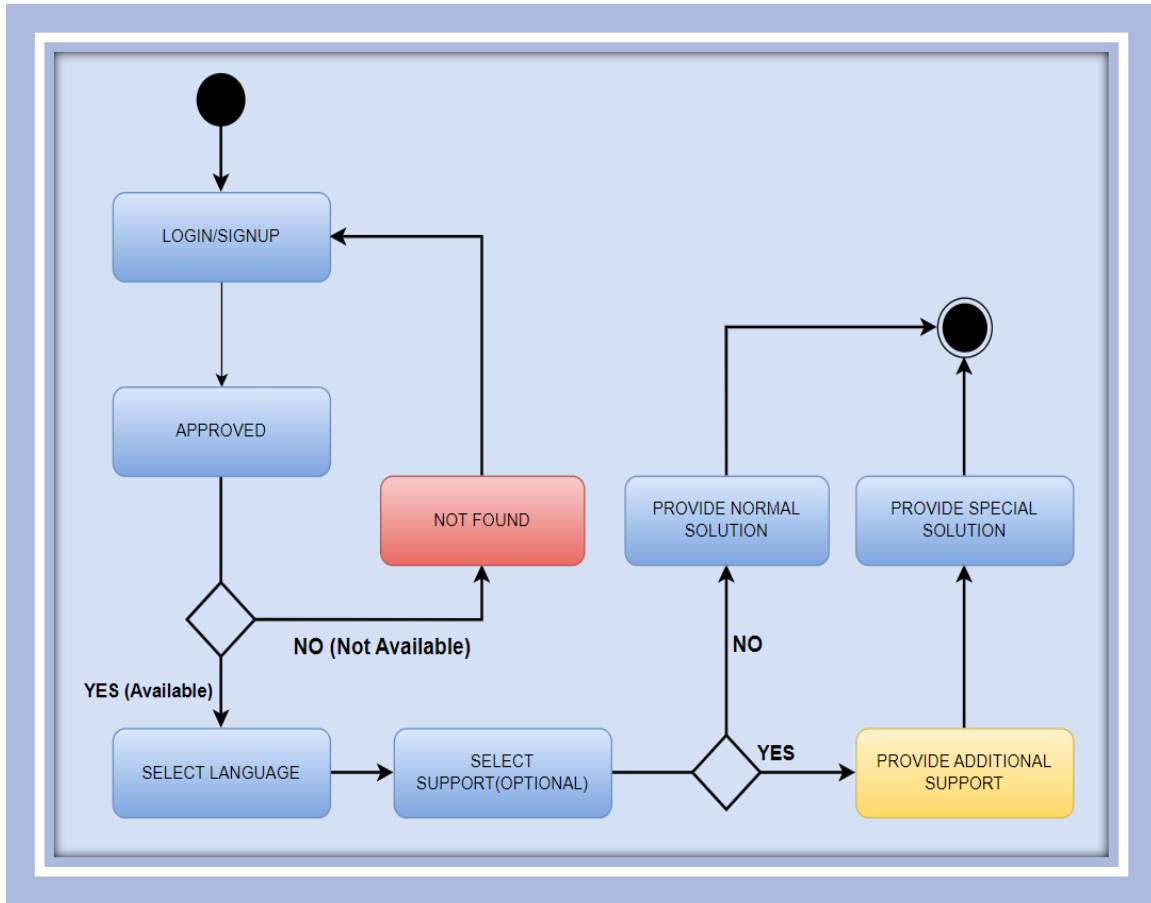 LOGIN/SIGNUP
APPROVED
NOT FOUND
NO (Not Available)
YES (Available)
SELECT LANGUAGE
SELECT
SUPPORT(OPTIONAL)
NO
YES
PROVIDE NORMAL
SOLUTION
PROVIDE SPECIAL
SOLUTION
PROVIDE ADDITIONAL
SUPPORT